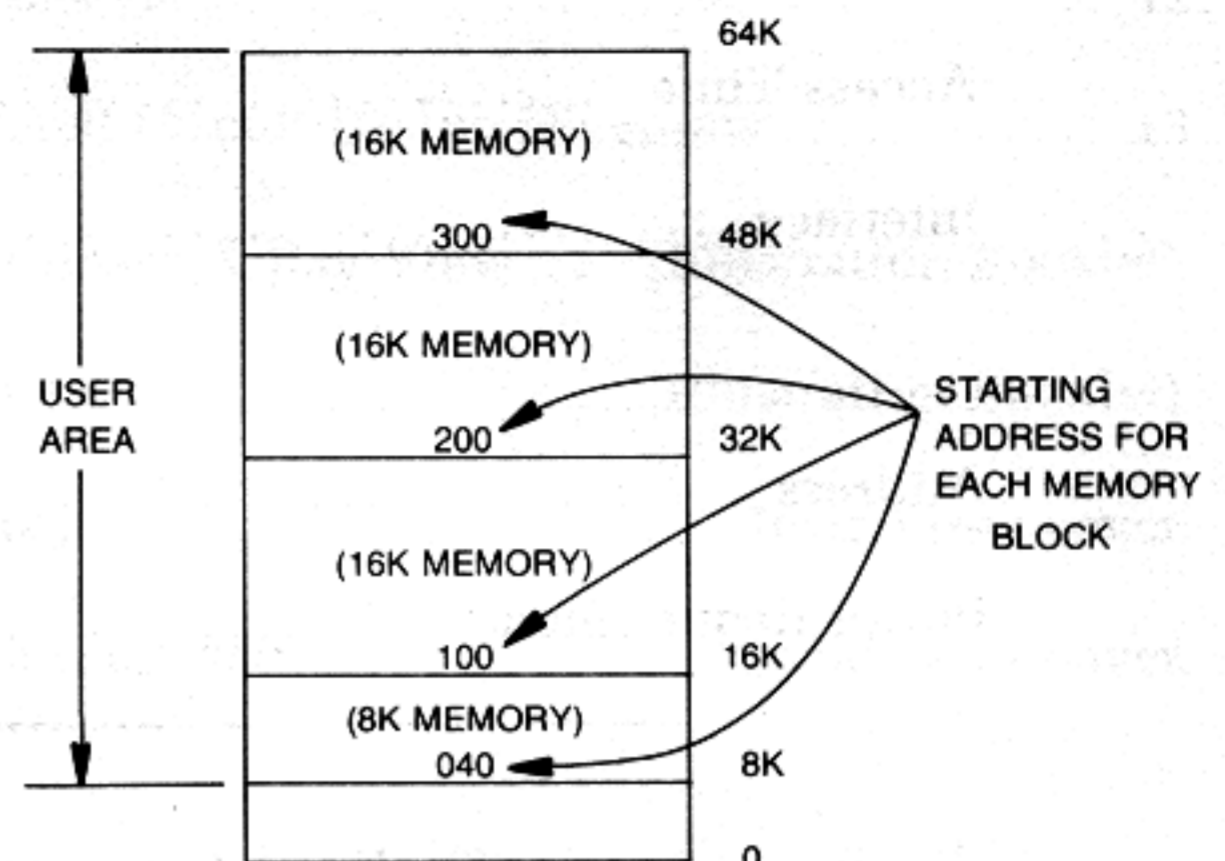 64K
(16K MEMORY)
300
48K
(16K MEMORY)
USER
AREA
STARTING
ADDRESS FOR
EACH MEMORY
BLOCK
200
32K
(16K MEMORY)
100
16K
(8K MEMORY)
040
8K
0